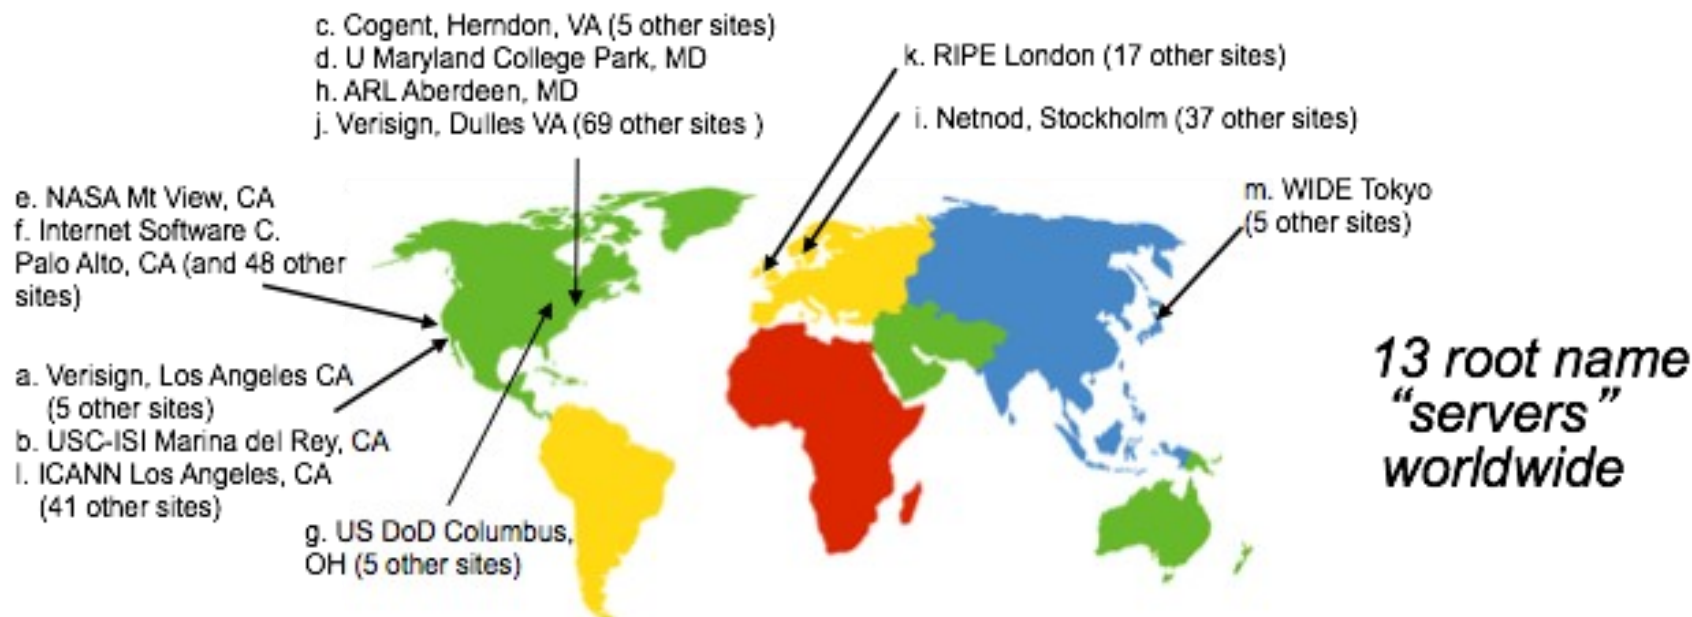 c. Cogent, Herndon, VA (5 other sites)
d. U Maryland College Park, MD
h. ARL Aberdeen, MD
j. Verisign, Dulles VA (69 other sites )
k. RIPE London (17 other sites)
i. Netnod, Stockholm (37 other sites)
m. WIDE Tokyo
(5 other sites)
e. NASA Mt View, CA
f. Internet Software C.
Palo Alto, CA (and 48 other
sites)
a. Verisign, Los Angeles CA
(5 other sites)
b. USC-ISI Marina del Rey, CA
l. ICANN Los Angeles, CA
(41 other sites)
g. US DoD Columbus,
OH (5 other sites)
13 root name
“servers”
worldwide